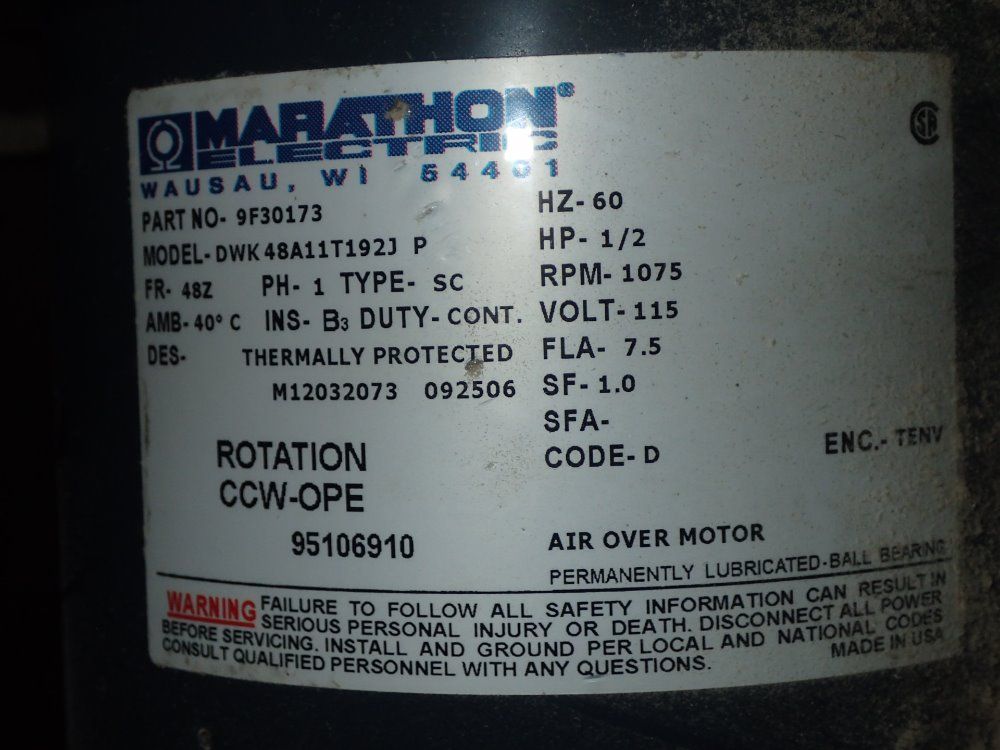 MARATHON®
ELECTRIC
WAUSAU, WI 54401
PART NO- 9F30173
MODEL- DWK 48A11T192J P
FR- 48Z PH- 1 TYPE- SC
AMB- 40° C INS- B3 DUTY- CONT.
DES- THERMALLY PROTECTED
M12032073 092506
HZ- 60
HP- 1/2
RPM- 1075
VOLT- 115
FLA- 7.5
SF- 1.0
SFA-
CODE- D
ENC.- TENV
ROTATION
CCW-OPE
95106910
AIR OVER MOTOR
PERMANENTLY LUBRICATED-BALL BEARING
WARNING FAILURE TO FOLLOW ALL SAFETY INFORMATION CAN RESULT IN
SERIOUS PERSONAL INJURY OR DEATH. DISCONNECT ALL POWER
BEFORE SERVICING. INSTALL AND GROUND PER LOCAL AND NATIONAL CODES
CONSULT QUALIFIED PERSONNEL WITH ANY QUESTIONS.
MADE IN USA